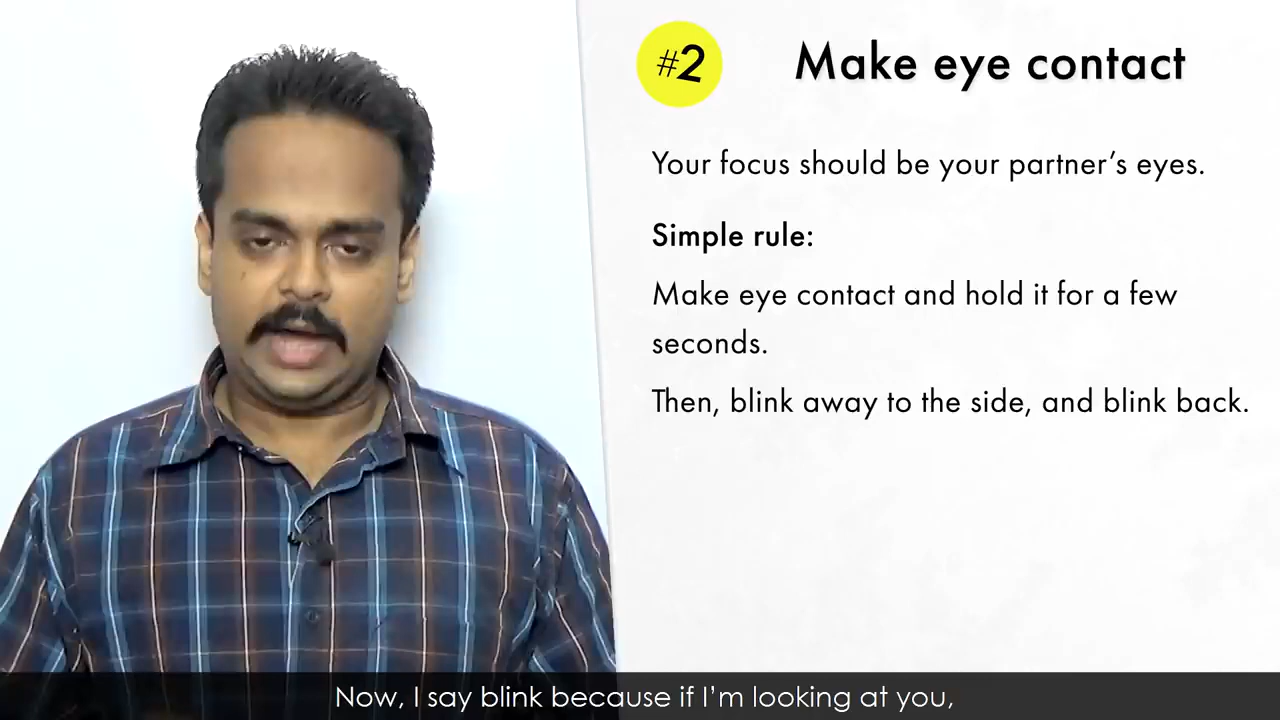 #2 Make eye contact
Your focus should be your partner’s eyes.
Simple rule:
Make eye contact and hold it for a few
seconds.
Then, blink away to the side, and blink back.
Now, I say blink because if I’m looking at you,